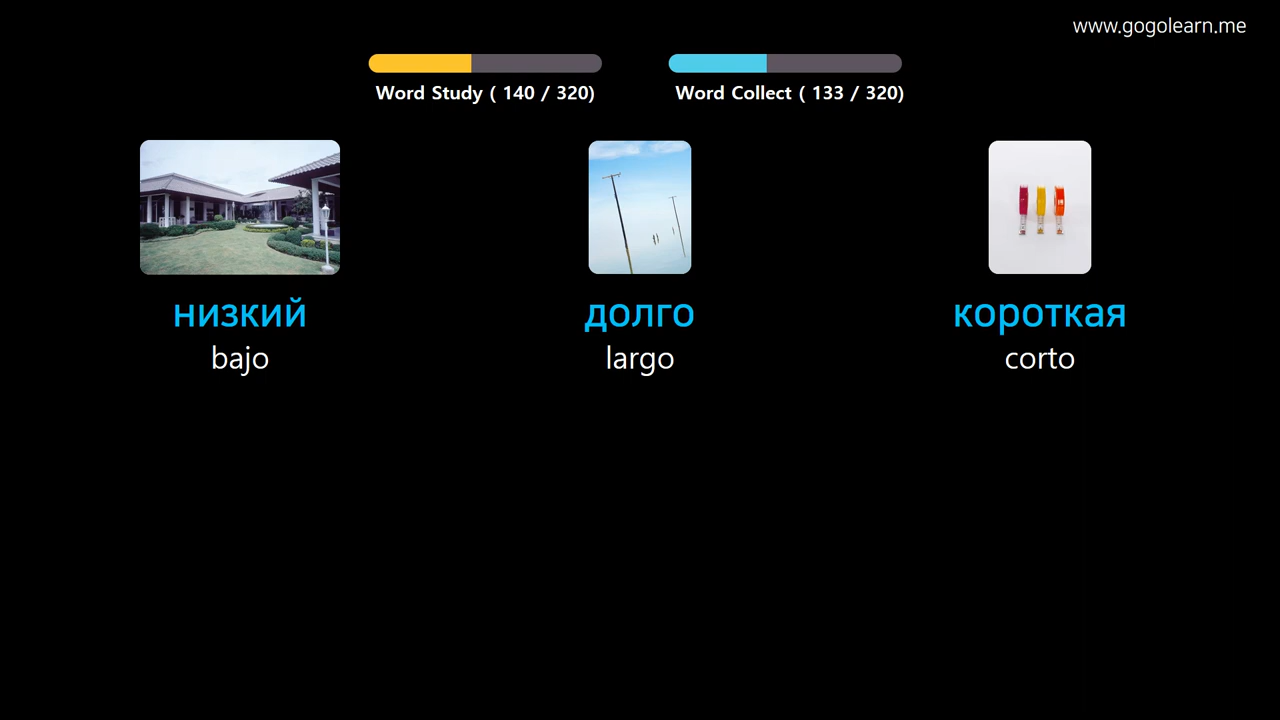 www.gogolearn.me
Word Study ( 140 / 320)
Word Collect ( 133 / 320)
низкий
долго
короткая
bajo
largo
corto